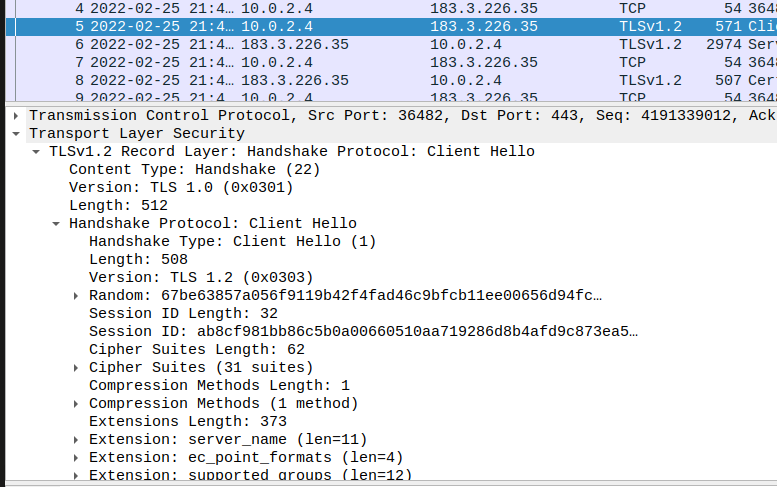 4 2022-02-25 21:4… 10.0.2.4 183.3.226.35 TCP 54 3648
5 2022-02-25 21:4… 10.0.2.4 183.3.226.35 TLSv1.2 571 Clie
6 2022-02-25 21:4… 183.3.226.35 10.0.2.4 TLSv1.2 2974 Serv
7 2022-02-25 21:4… 10.0.2.4 183.3.226.35 TCP 54 3648
8 2022-02-25 21:4… 183.3.226.35 10.0.2.4 TLSv1.2 507 Cert
9 2022-02-25 21:4… 10.0.2.4 183.3.226.35 TCP 54 3648
Transmission Control Protocol, Src Port: 36482, Dst Port: 443, Seq: 4191339012, Ack
Transport Layer Security
TLSv1.2 Record Layer: Handshake Protocol: Client Hello
Content Type: Handshake (22)
Version: TLS 1.0 (0x0301)
Length: 512
Handshake Protocol: Client Hello
Handshake Type: Client Hello (1)
Length: 508
Version: TLS 1.2 (0x0303)
Random: 67be63857a056f9119b42f4fad46c9bfcb11ee00656d94fc…
Session ID Length: 32
Session ID: ab8cf981bb86c5b0a00660510aa719286d8b4afd9c873ea5…
Cipher Suites Length: 62
Cipher Suites (31 suites)
Compression Methods Length: 1
Compression Methods (1 method)
Extensions Length: 373
Extension: server_name (len=11)
Extension: ec_point_formats (len=4)
Extension: supported_groups (len=12)